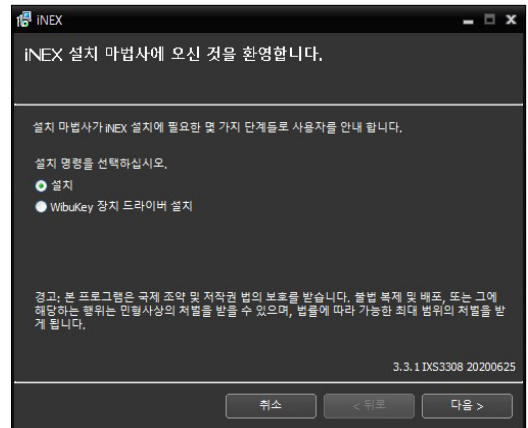 iNEX
iNEX 설치 마법사에 오신 것을 환영합니다.
설치 마법사가 iNEX 설치에 필요한 몇 가지 단계들로 사용자를 안내 합니다.
설치 명령을 선택하십시오.
설치
WibuKey 장치 드라이버 설치
경고: 본 프로그램은 국제 조약 및 저작권 법의 보호를 받습니다. 불법 복제 및 배포, 또는 그에
해당하는 행위는 민형사상의 처벌을 받을 수 있으며, 법률에 따라 가능한 최대 범위의 처벌을 받
게 됩니다.
3.3.1 IXS3308 20200625
취소 < 뒤로 다음 >